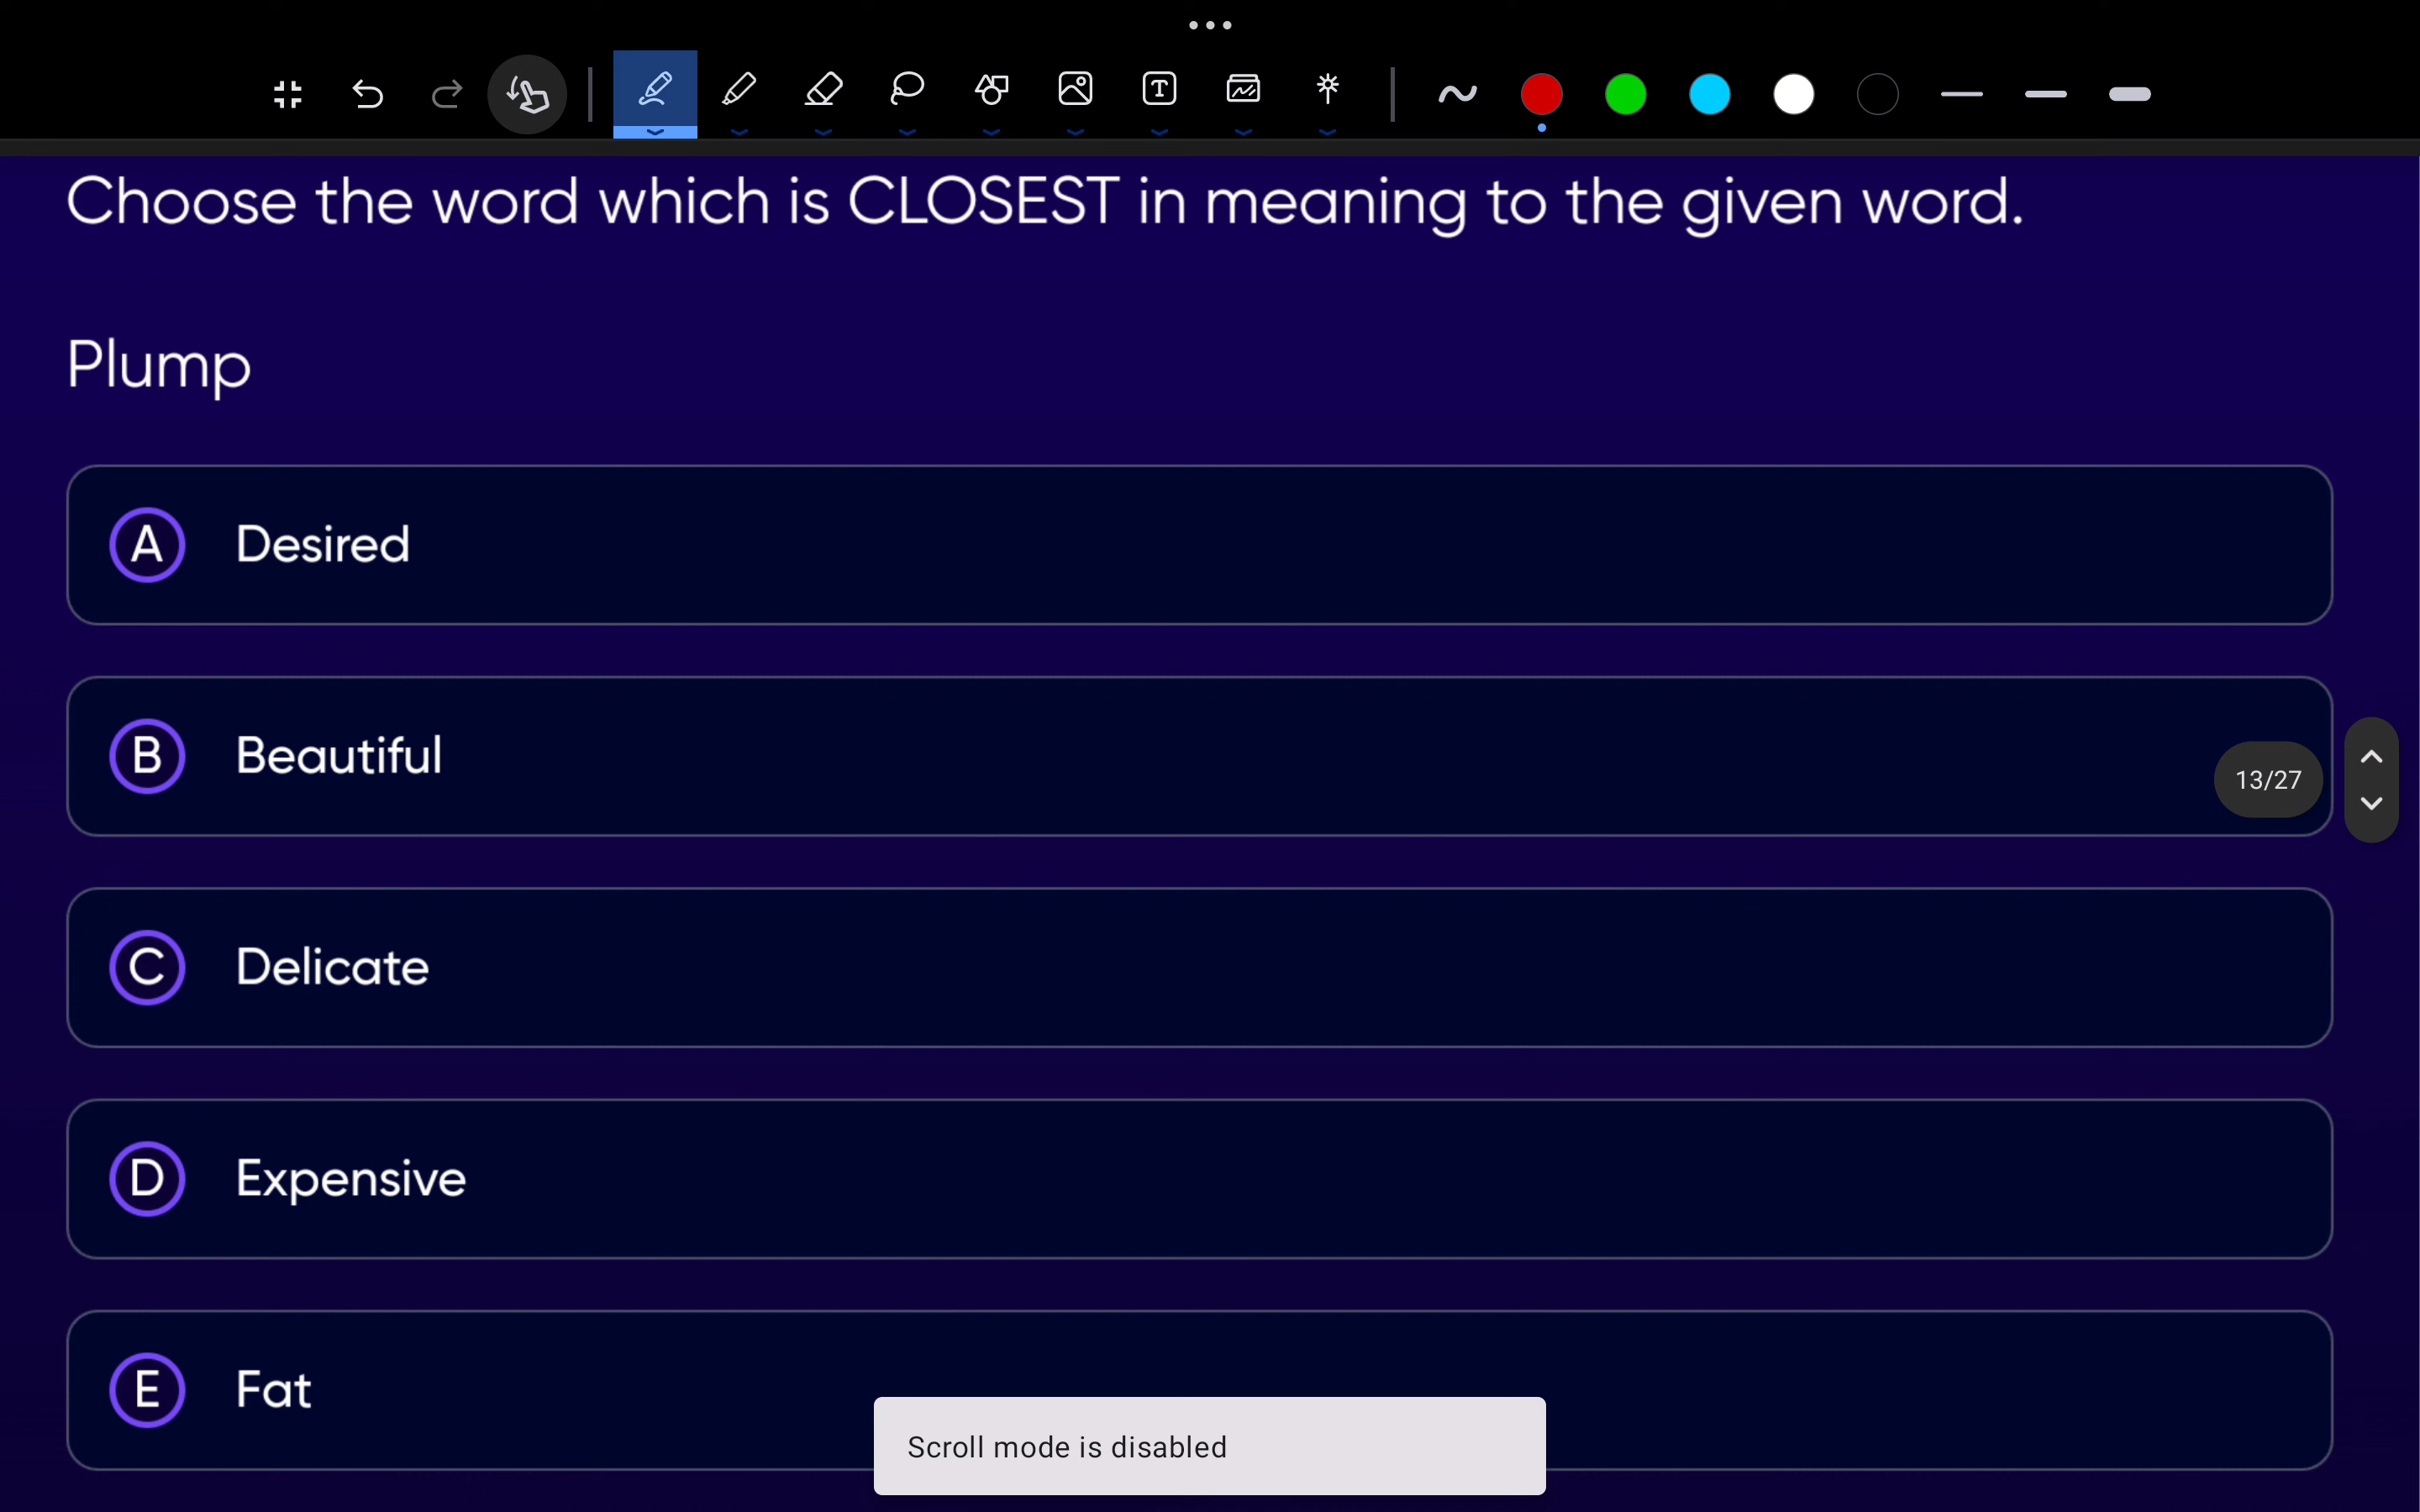 T
Choose the word which is CLOSEST in meaning to the given word.
Plump
A Desired
B Beautiful
13/27
C Delicate
D Expensive
E Fat
Scroll mode is disabled